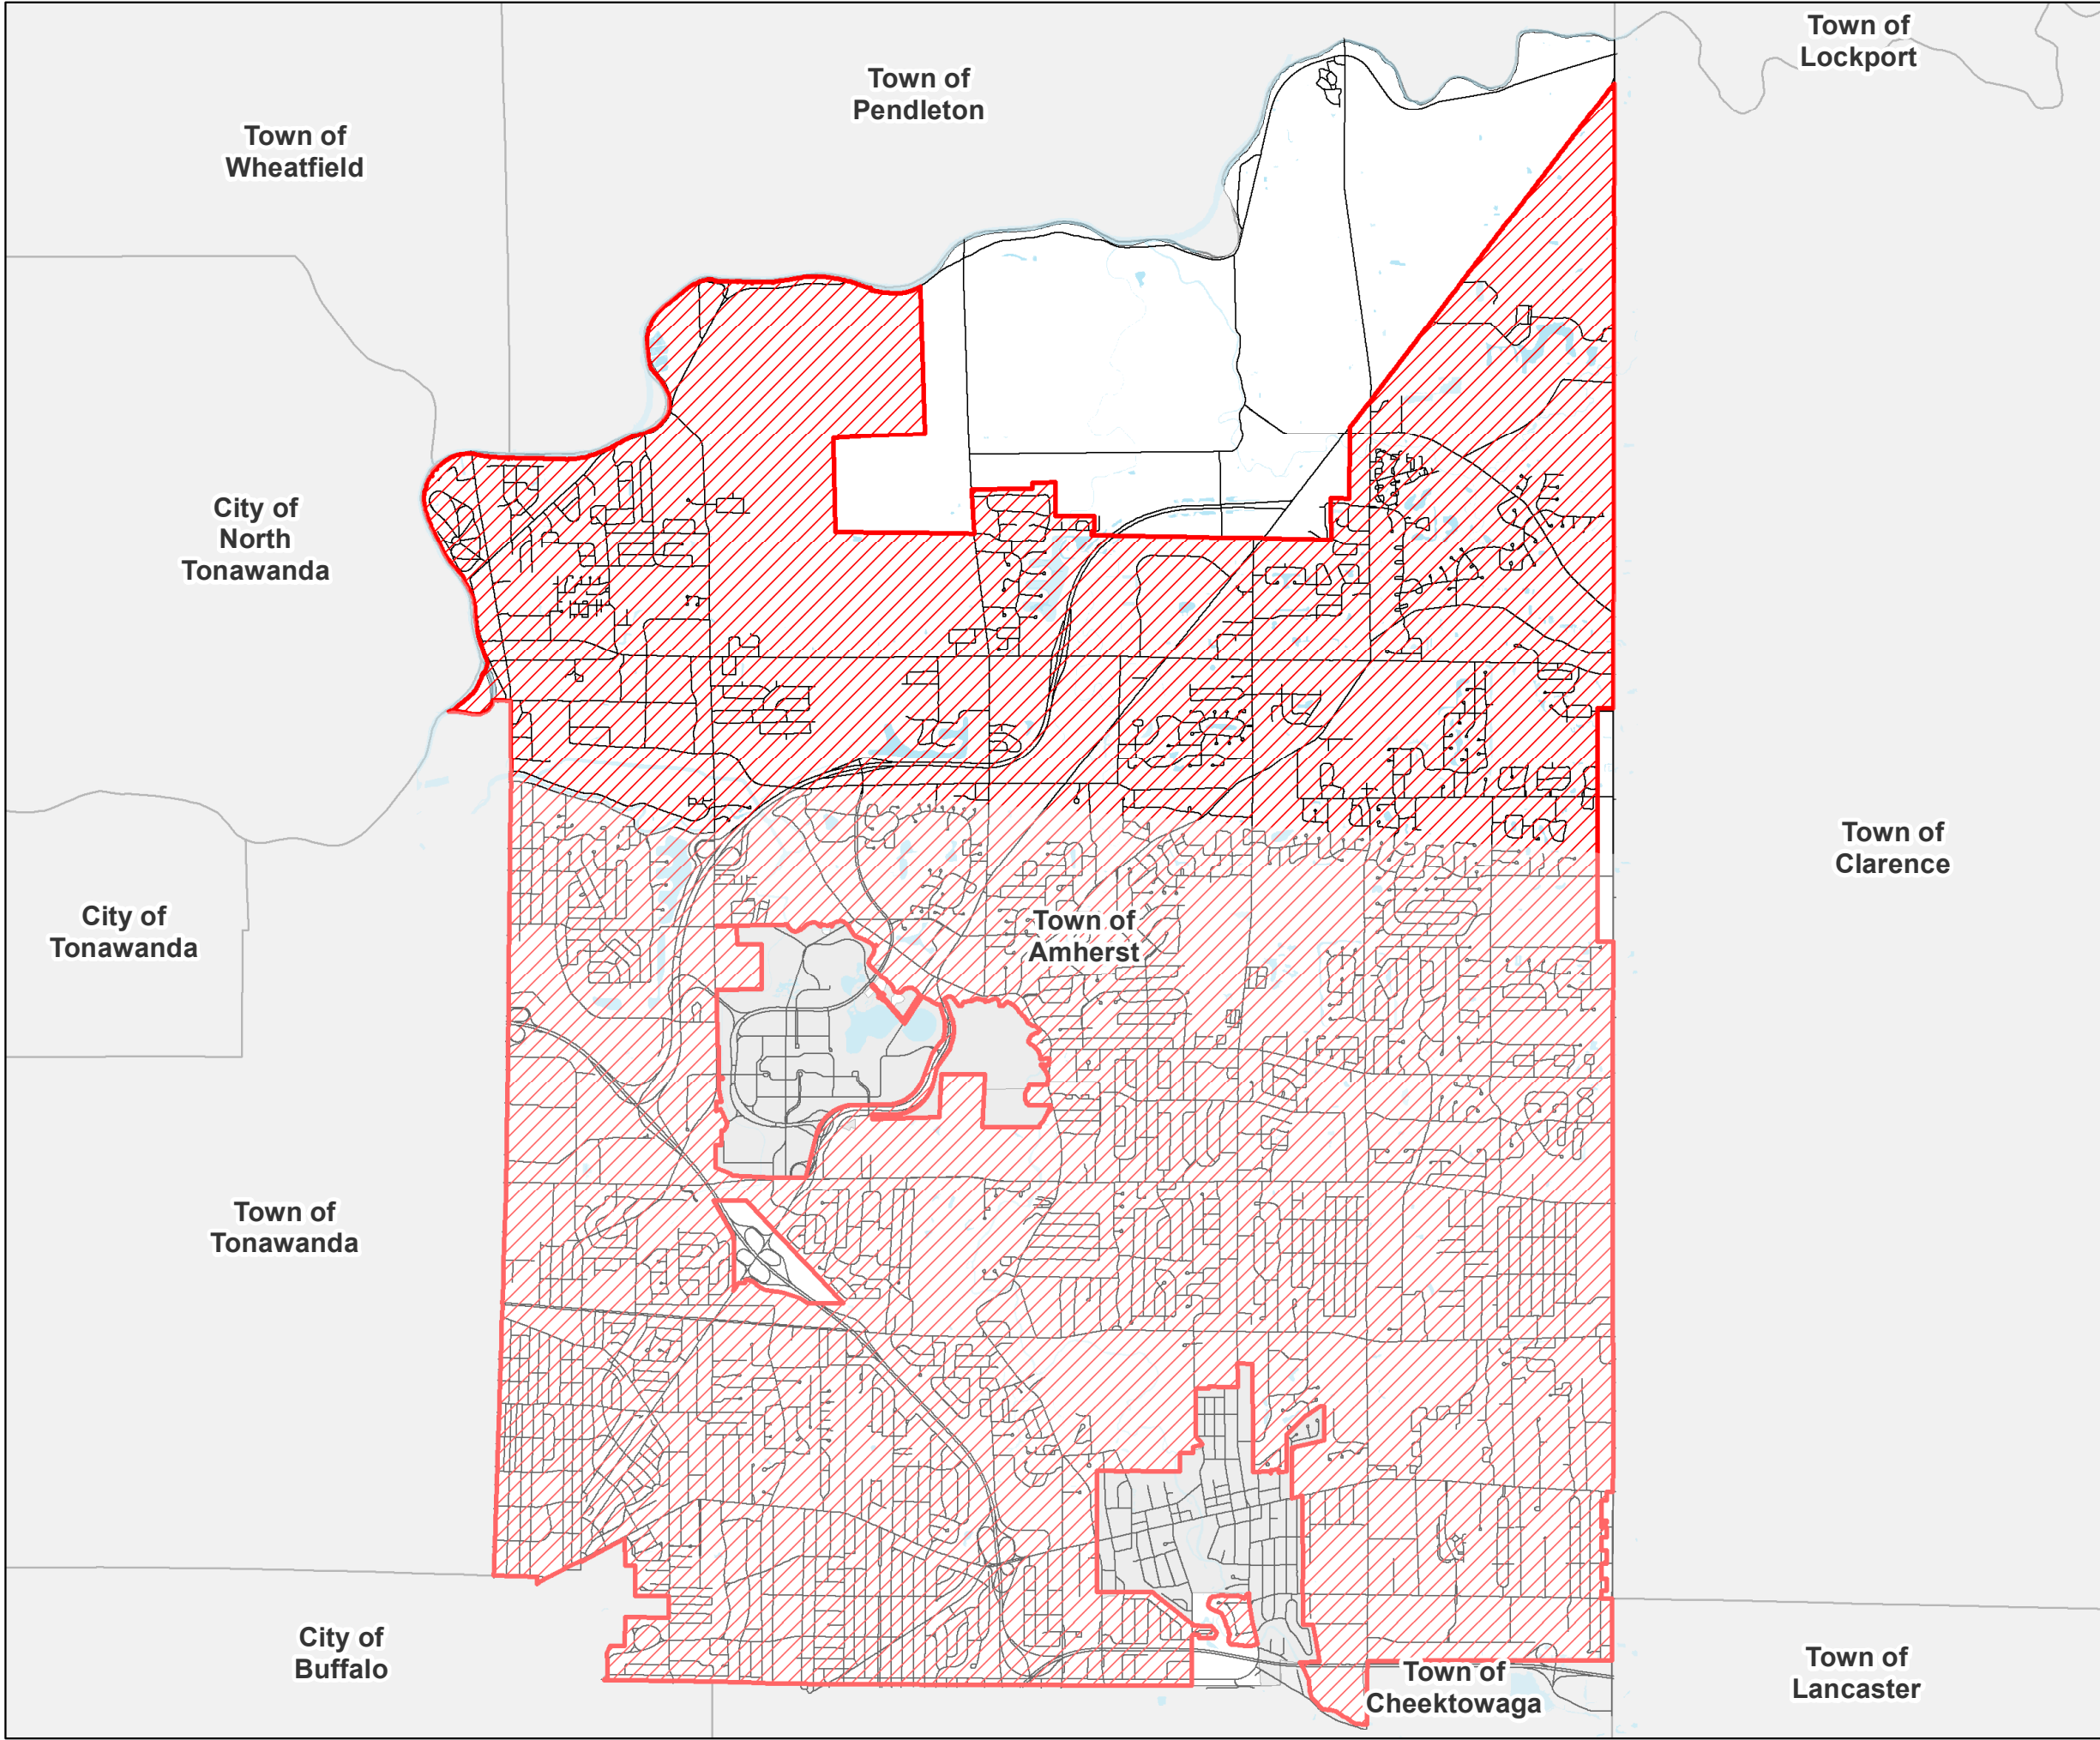 Town of
Lockport
Town of
Pendleton
Town of
Wheatfield
City of
North
Tonawanda
Town of
Clarence
City of
Tonawanda
Town of
Amherst
Town of
Tonawanda
City of
Buffalo
Town of
Cheektowaga
Town of
Lancaster